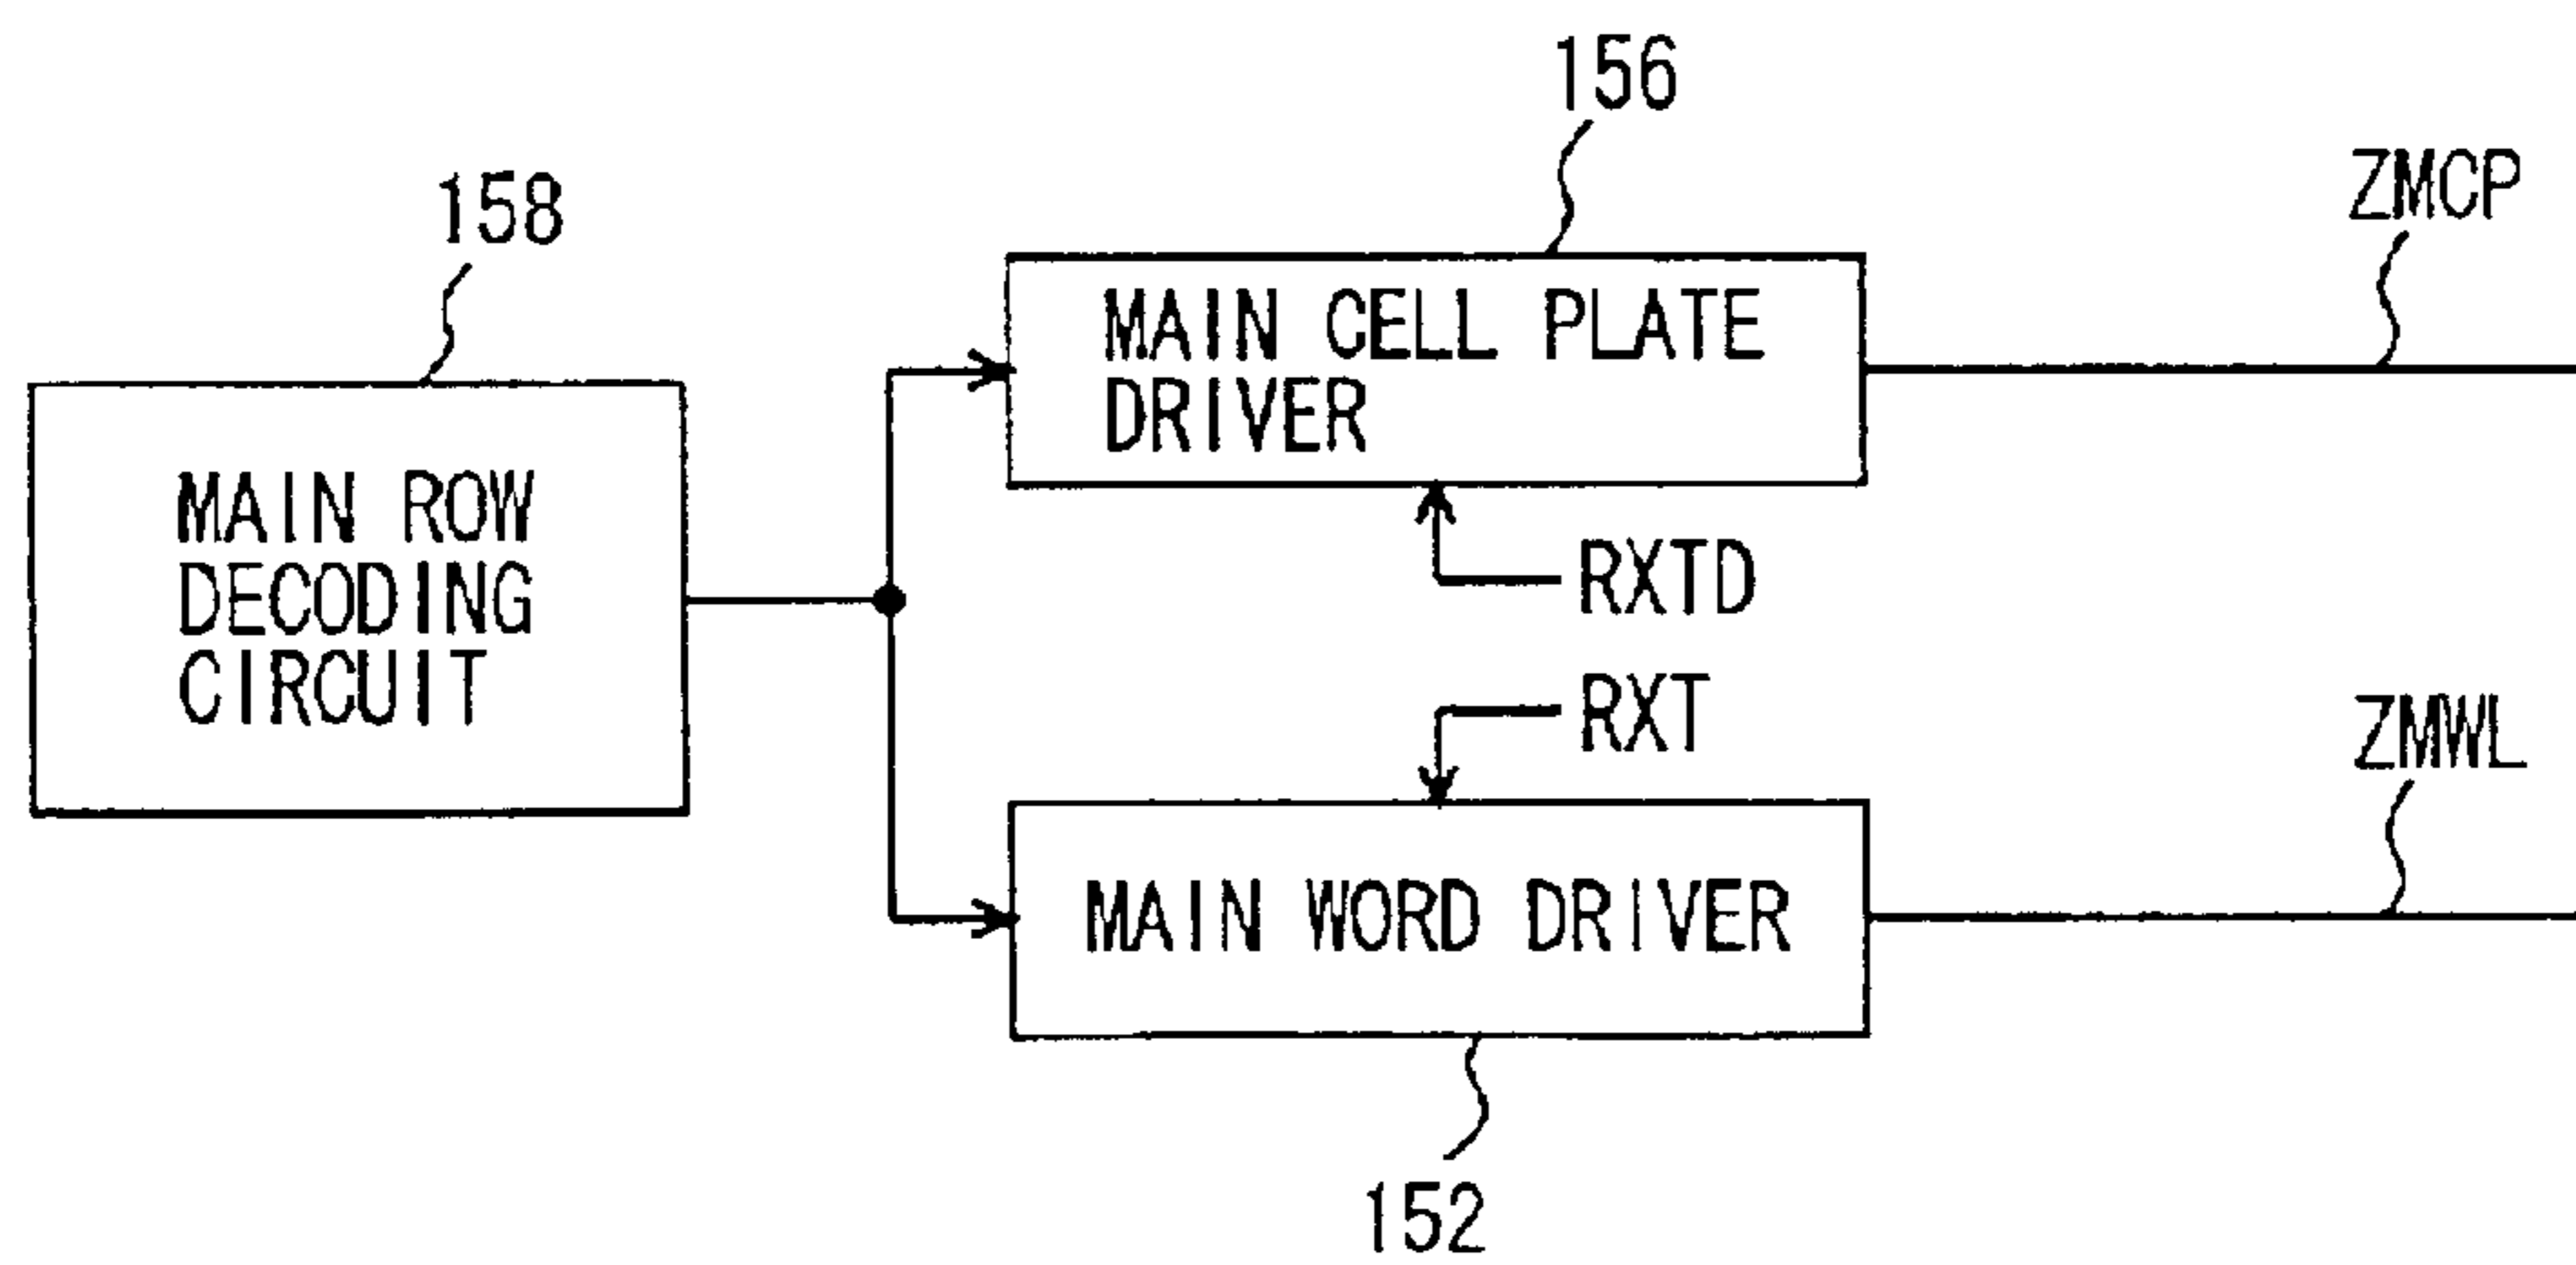 156
ZMCP
158
MAIN CELL PLATE
DRIVER
MAIN ROW
DECODING
CIRCUIT
RXTD
RXT
ZMWL
MAIN WORD DRIVER
152